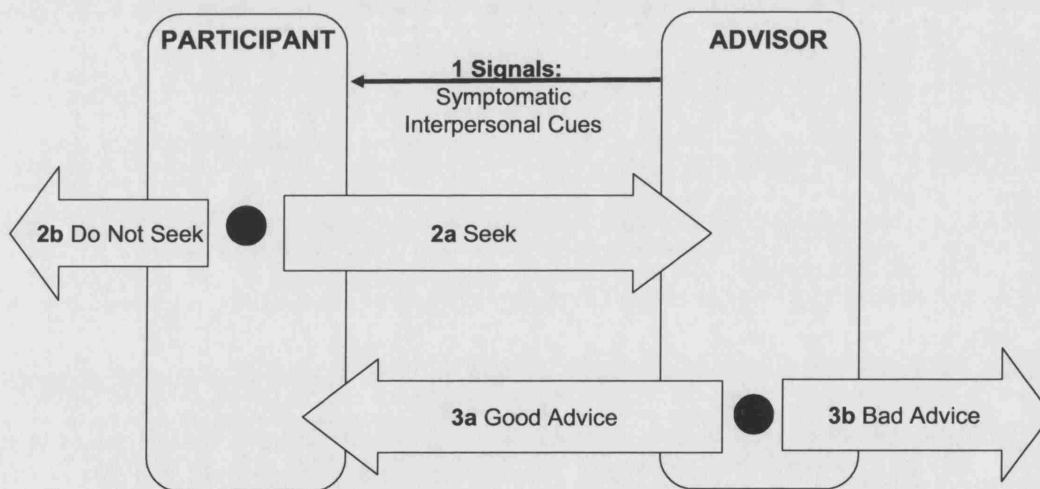 PARTICIPANT
ADVISOR
1 Signals:
Symptomatic
Interpersonal Cues
2b Do Not Seek
2a Seek
3a Good Advice
3b Bad Advice